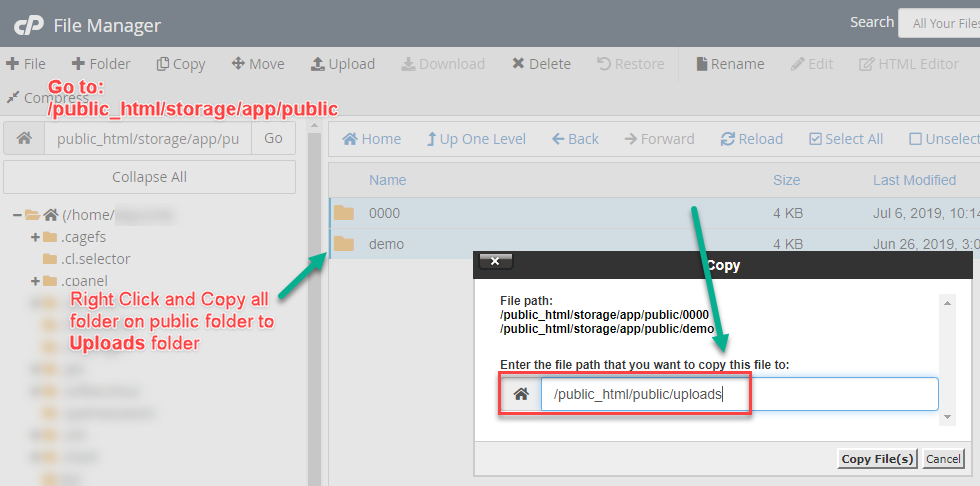 cP File Manager
Search All Your Files
File Folder Copy Move Upload Download Delete Restore Rename Edit HTML Editor
Go to:
Compress
/public_html/storage/app/public
public_html/storage/app/pu Go
Home Up One Level Back Forward Reload Select All Unselect
Collapse All
Name Size Last Modified
(/home/
0000 4 KB Jul 6, 2019, 10:14
.cagefs
demo 4 KB Jun 26, 2019, 3:0
.cl.selector
.cpanel
Right Click and Copy all
folder on public folder to
Uploads folder
Copy
File path:
/public_html/storage/app/public/0000
/public_html/storage/app/public/demo
Enter the file path that you want to copy this file to:
/public_html/public/uploads
Copy File(s) Cancel